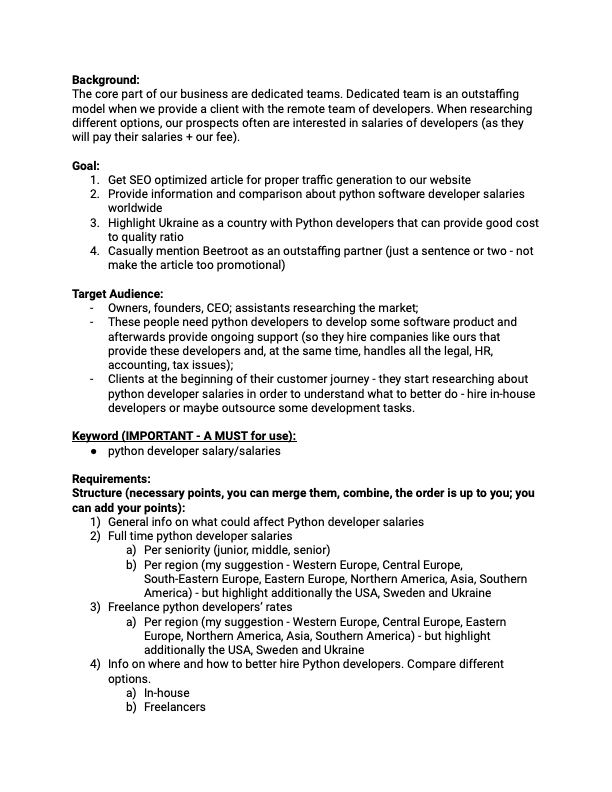 Background:
The core part of our business are dedicated teams. Dedicated team is an outstaffing
model when we provide a client with the remote team of developers. When researching
different options, our prospects often are interested in salaries of developers (as they
will pay their salaries + our fee).
Goal:
1. Get SEO optimized article for proper traffic generation to our website
2. Provide information and comparison about python software developer salaries
worldwide
3. Highlight Ukraine as a country with Python developers that can provide good cost
to quality ratio
4. Casually mention Beetroot as an outstaffing partner (just a sentence or two - not
make the article too promotional)
Target Audience:
- Owners, founders, CEO; assistants researching the market;
- These people need python developers to develop some software product and
afterwards provide ongoing support (so they hire companies like ours that
provide these developers and, at the same time, handles all the legal, HR,
accounting, tax issues);
- Clients at the beginning of their customer journey - they start researching about
python developer salaries in order to understand what to better do - hire in-house
developers or maybe outsource some development tasks.
Keyword (IMPORTANT - A MUST for use):
● python developer salary/salaries
Requirements:
Structure (necessary points, you can merge them, combine, the order is up to you; you
can add your points):
1) General info on what could affect Python developer salaries
2) Full time python developer salaries
a) Per seniority (junior, middle, senior)
b) Per region (my suggestion - Western Europe, Central Europe,
South-Eastern Europe, Eastern Europe, Northern America, Asia, Southern
America) - but highlight additionally the USA, Sweden and Ukraine
3) Freelance python developers' rates
a) Per region (my suggestion - Western Europe, Central Europe, Eastern
Europe, Northern America, Asia, Southern America) - but highlight
additionally the USA, Sweden and Ukraine
4) Info on where and how to better hire Python developers. Compare different
options.
a) In-house
b) Freelancers